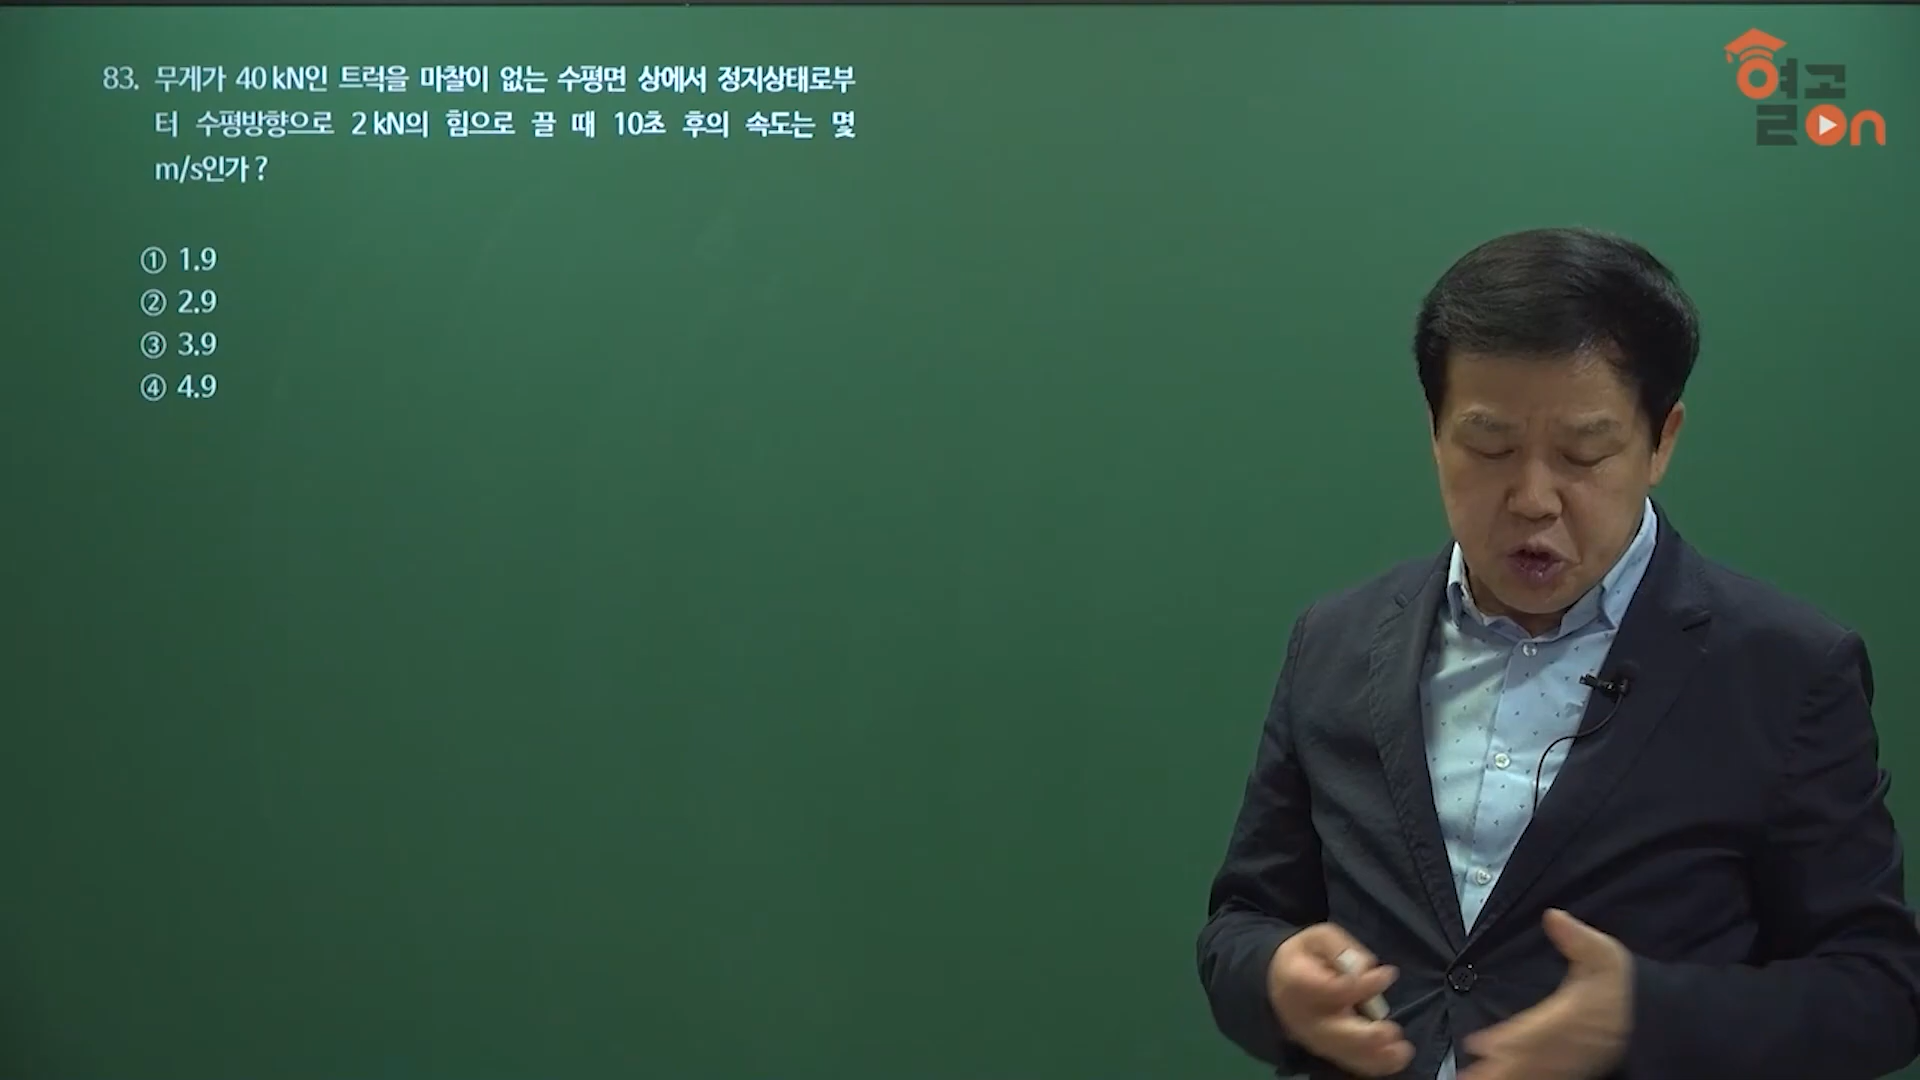 83. 무게가 40 kN인 트럭을 마찰이 없는 수평면 상에서 정지상태로부
터 수평방향으로 2 kN의 힘으로 끌 때 10초 후의 속도는 몇
m/s인가?
① 1.9
② 2.9
③ 3.9
④ 4.9
열공
On